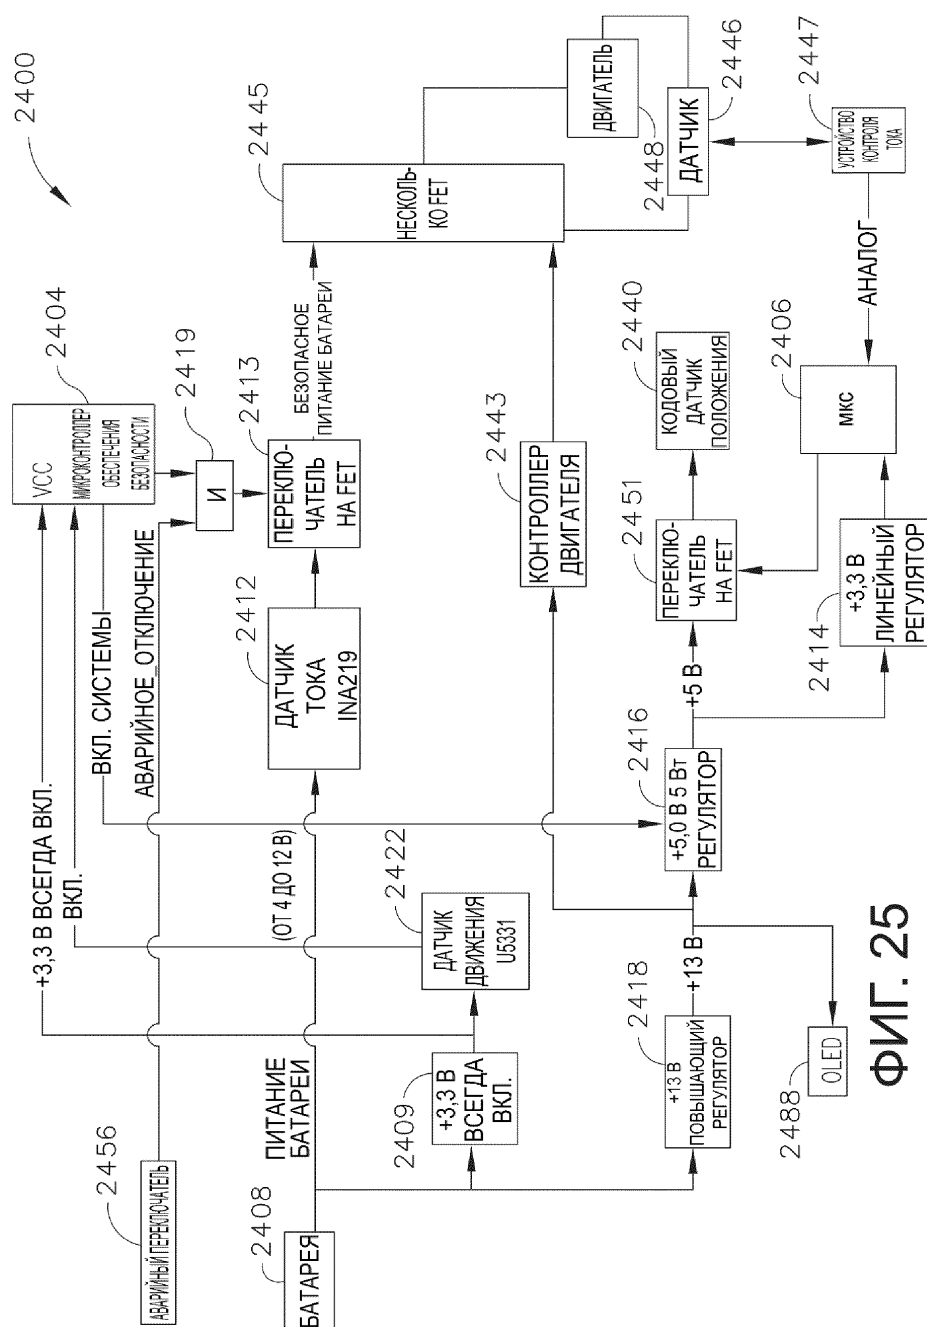 2400
2404
VCC
МИКРОКОНТРОЛЛЕР
ОБЕСПЕЧЕНИЯ
БЕЗОПАСНОСТИ
2419
И
+3,3 В ВСЕГДА ВКЛ.
ВКЛ.
ВКЛ. СИСТЕМЫ
АВАРИЙНОЕ_ОТКЛЮЧЕНИЕ
2456
АВАРИЙНЫЙ ПЕРЕКЛЮЧАТЕЛЬ
2408
БАТАРЕЯ
ПИТАНИЕ
БАТАРЕИ
(ОТ 4 ДО 12 В)
2412
ДАТЧИК
ТОКА
INA219
2413
ПЕРЕКЛЮ-
ЧАТЕЛЬ
НА FET
БЕЗОПАСНОЕ
ПИТАНИЕ БАТАРЕИ
2445
НЕСКОЛЬ-
КО FET
ДВИГАТЕЛЬ
2448
2446
ДАТЧИК
2447
УСТРОЙСТВО
КОНТРОЛЯ
ТОКА
АНАЛОГ
2409
+3,3 В
ВСЕГДА
ВКЛ.
2422
ДАТЧИК
ДВИЖЕНИЯ
U5331
2443
КОНТРОЛЛЕР
ДВИГАТЕЛЯ
2418
+13 В
ПОВЫШАЮЩИЙ
РЕГУЛЯТОР
+13 В
2416
+5,0 В 5 Вт
РЕГУЛЯТОР
+5 В
2451
ПЕРЕКЛЮ-
ЧАТЕЛЬ
НА FET
2440
КОДОВЫЙ
ДАТЧИК
ПОЛОЖЕНИЯ
2406
МКС
2414
+3,3 В
ЛИНЕЙНЫЙ
РЕГУЛЯТОР
2488
OLED
ФИГ. 25